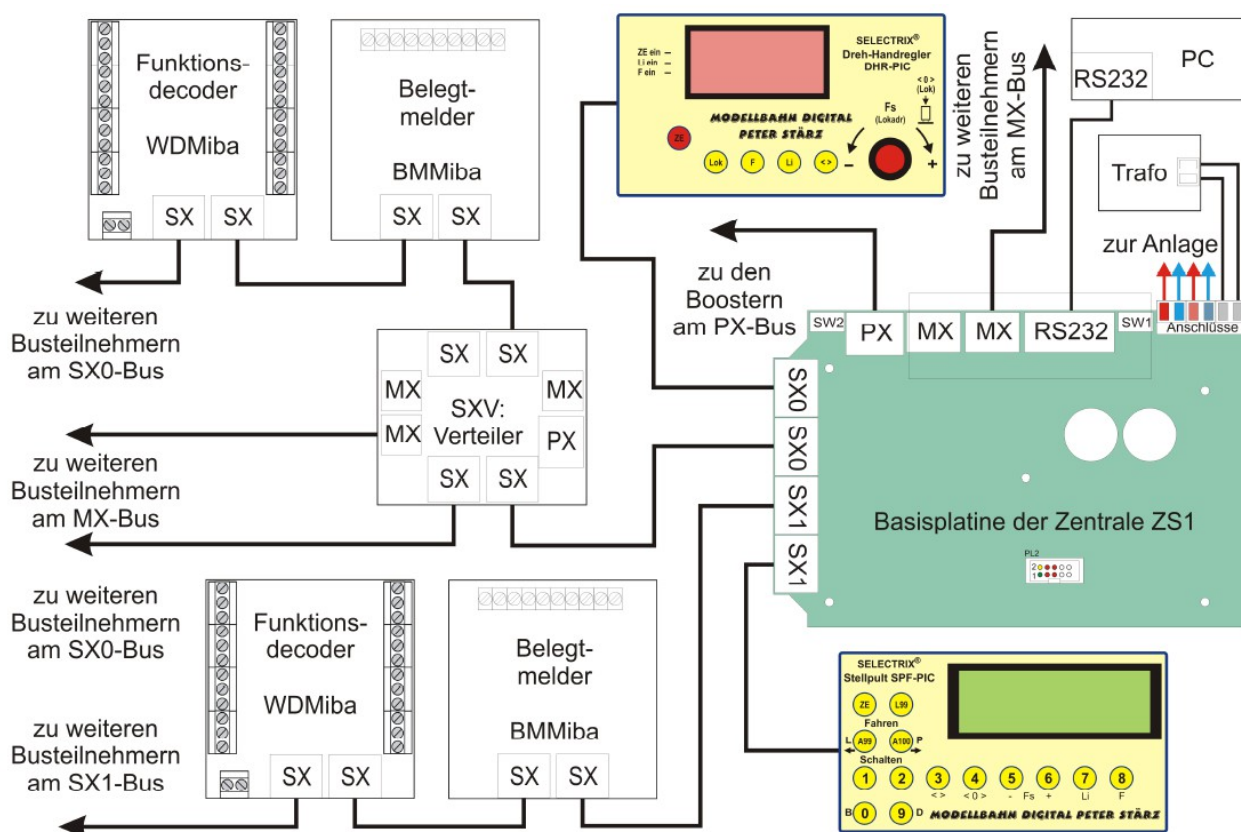 Funktions-
decoder
WDMiba
SX
SX
Belegt-
melder
BMMiba
SX
SX
SELECTRIX®
Dreh-Handregler
DHR-PIC
ZE ein –
Li ein –
F ein –
< 0 >
(Lok)
Fs
(Lokadr)
MODELLBAHN DIGITAL
PETER STÄRZ
ZE
Lok
F
Li
< >
–
+
zu weiteren
Busteilnehmern
am MX-Bus
PC
RS232
Trafo
zur Anlage
zu den
Boostern
am PX-Bus
zu weiteren
Busteilnehmern
am SX0-Bus
SX
SX
MX
MX
SXV:
Verteiler
MX
PX
SX
SX
zu weiteren
Busteilnehmern
am MX-Bus
SW2
PX
MX
MX
RS232
SW1
Anschlüsse
SX0
SX0
SX1
SX1
Basisplatine der Zentrale ZS1
PL2
2
1
zu weiteren
Busteilnehmern
am SX0-Bus
zu weiteren
Busteilnehmern
am SX1-Bus
Funktions-
decoder
WDMiba
SX
SX
Belegt-
melder
BMMiba
SX
SX
SELECTRIX®
Stellpult SPF-PIC
ZE
L99
Fahren
L
A99
A100
P
Schalten
1 2 3 4 5 6 7 8
< > < 0 > - Fs + Li F
B 0 9 D
MODELLBAHN DIGITAL PETER STÄRZ